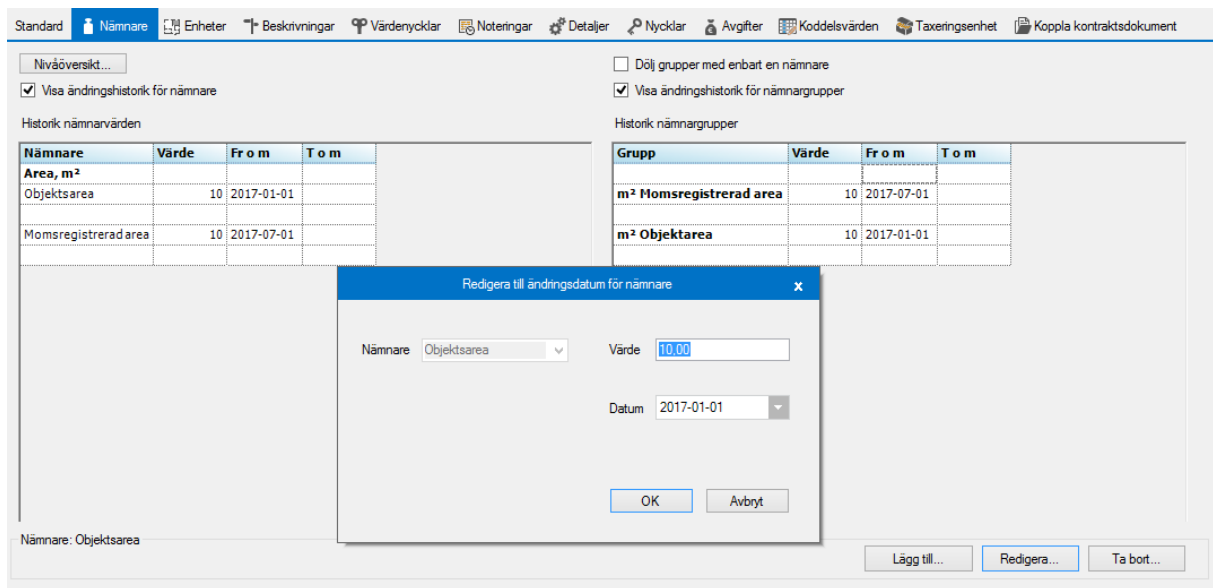 Standard Nämnare Enheter Beskrivningar Värdenycklar Noteringar Detaljer Nycklar Avgifter Koddelsvärden Taxeringsenhet Koppla kontraktsdokument
Nivåöversikt...
Visa ändringshistorik för nämnare
Historik nämnarvärden
Nämnare Värde Fr o m T o m
Area, m²
Objektsarea 10 2017-01-01
Momsregistrerad area 10 2017-07-01
Dölj grupper med enbart en nämnare
Visa ändringshistorik för nämnargrupper
Historik nämnargrupper
Grupp Värde Fr o m T o m
m² Momsregistrerad area 10 2017-07-01
m² Objektarea 10 2017-01-01
Redigera till ändringsdatum för nämnare x
Nämnare Objektsarea Värde 10,00
Datum 2017-01-01
OK Avbryt
Nämnare: Objektsarea
Lägg till... Redigera... Ta bort...